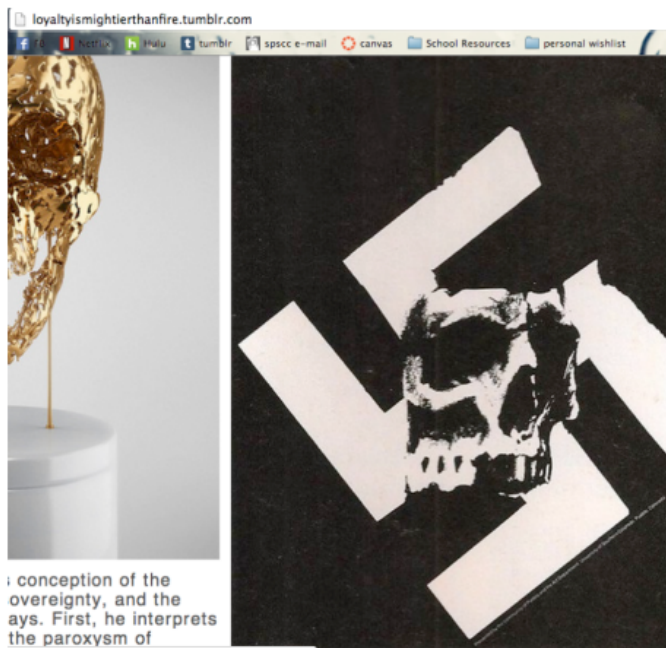 loyaltyismightierthanfire.tumblr.com
Netflix Hulu tumblr spscc e-mail canvas School Resources personal wishlist
s conception of the
sovereignty, and the
ays. First, he interprets
the paroxysm of